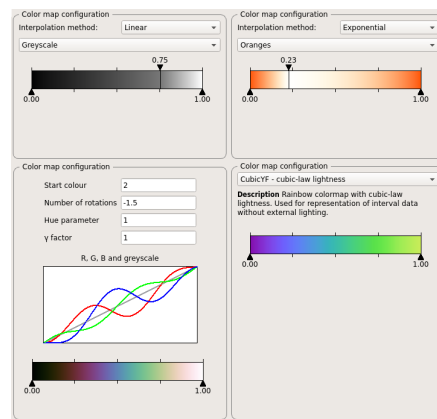 Color map configuration
Interpolation method: Linear
Greyscale
0.75
0.00 1.00
Color map configuration
Interpolation method: Exponential
Oranges
0.23
0.00 1.00
Color map configuration
Start colour 2
Number of rotations -1.5
Hue parameter 1
γ factor 1
R, G, B and greyscale
0.00 1.00
Color map configuration
CubicYF - cubic-law lightness
Description Rainbow colormap with cubic-law
lightness. Used for representation of interval data
without external lighting.
0.00 1.00